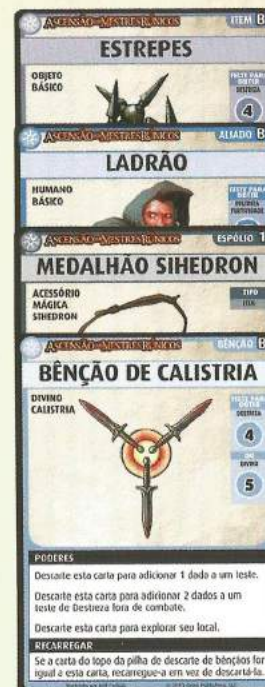 ASCENSÃO DOS MESTRES RÚNICOS ITEM B
ESTREPES
OBJETO
BÁSICO
TESTE PARA
OBTER
DESTREZA
4
ASCENSÃO DOS MESTRES RÚNICOS ALIADO B
LADRÃO
HUMANO
BÁSICO
TESTE PARA
OBTER
ASCENSÃO DOS MESTRES RÚNICOS ESPÓLIO 1
MEDALHÃO SIHEDRON
ACESSÓRIO
MÁGICA
SIHEDRON
TIPO
ITEM
ASCENSÃO DOS MESTRES RÚNICOS BÊNÇÃO B
BÊNÇÃO DE CALISTRIA
DIVINO
CALISTRIA
TESTE PARA
OBTER
DESTREZA
4
OU
DIVINO
5
PODERES
Descarte esta carta para adicionar 1 dado a um teste.
Descarte esta carta para adicionar 2 dados a um
teste de Destreza fora de combate.
Descarte esta carta para explorar seu local.
RECARREGAR
Se a carta do topo da pilha de descarte de bênçãos for
igual a esta carta, recarregue-a em vez de descartá-la.